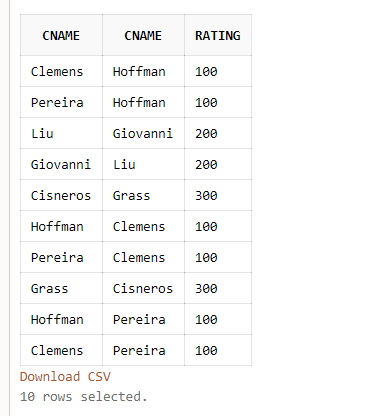 CNAME CNAME RATING
Clemens Hoffman 100
Pereira Hoffman 100
Liu Giovanni 200
Giovanni Liu 200
Cisneros Grass 300
Hoffman Clemens 100
Pereira Clemens 100
Grass Cisneros 300
Hoffman Pereira 100
Clemens Pereira 100
Download CSV
10 rows selected.